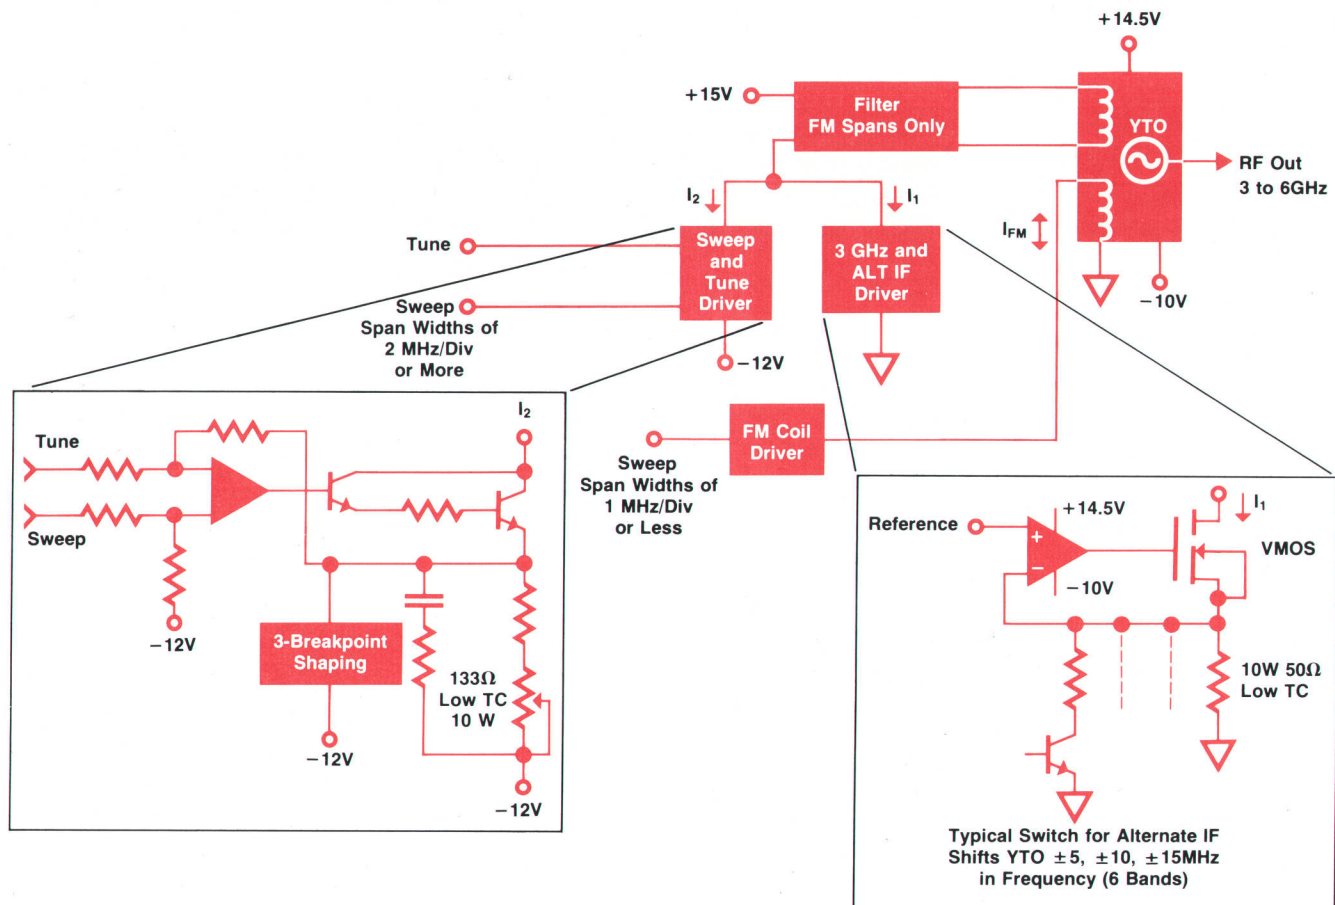 +14.5V
+15V
Filter
FM Spans Only
YTO
RF Out
3 to 6GHz
I₂
I₁
I_FM
Tune
Sweep
and
Tune
Driver
3 GHz and
ALT IF
Driver
Sweep
Span Widths of
2 MHz/Div
or More
−12V
−10V
FM Coil
Driver
Sweep
Span Widths of
1 MHz/Div
or Less
I₂
Tune
Sweep
−12V
3-Breakpoint
Shaping
−12V
133Ω
Low TC
10 W
−12V
Reference
+14.5V
+
−
−10V
I₁
VMOS
10W 50Ω
Low TC
Typical Switch for Alternate IF
Shifts YTO ±5, ±10, ±15MHz
in Frequency (6 Bands)